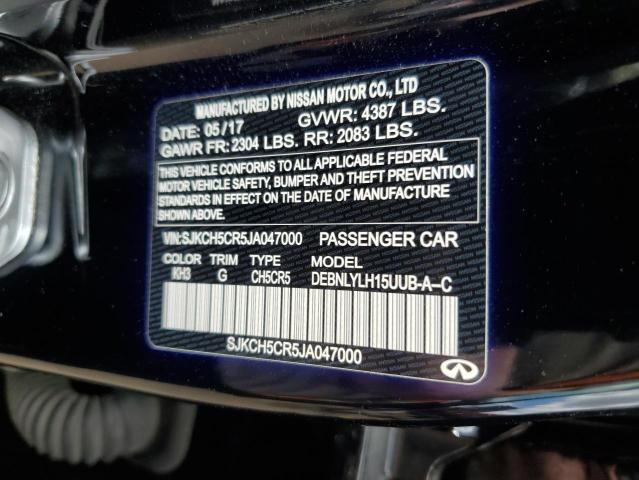 MANUFACTURED BY NISSAN MOTOR CO., LTD
DATE: 05/17 GVWR: 4387 LBS.
GAWR FR: 2304 LBS. RR: 2083 LBS.
THIS VEHICLE CONFORMS TO ALL APPLICABLE FEDERAL
MOTOR VEHICLE SAFETY, BUMPER AND THEFT PREVENTION
STANDARDS IN EFFECT ON THE DATE OF MANUFACTURE
SHOWN ABOVE.
VIN:SJKCH5CR5JA047000 PASSENGER CAR
COLOR TRIM TYPE MODEL
KH3 G CH5CR5 DEBNLYLH15UUB-A-C
SJKCH5CR5JA047000